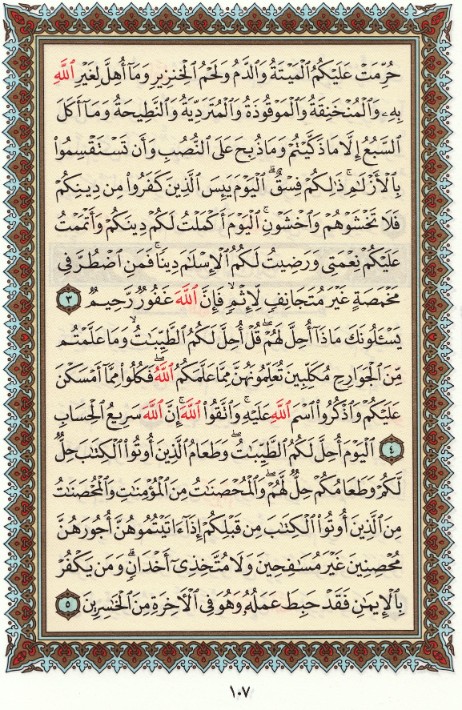 حُرِّمَتْ عَلَيْكُمُ ٱلْمَيْتَةُ وَٱلدَّمُ وَلَحْمُ ٱلْخِنزِيرِ وَمَآ أُهِلَّ لِغَيْرِ ٱللَّهِ
بِهِۦ وَٱلْمُنْخَنِقَةُ وَٱلْمَوْقُوذَةُ وَٱلْمُتَرَدِّيَةُ وَٱلنَّطِيحَةُ وَمَآ أَكَلَ
ٱلسَّبُعُ إِلَّا مَا ذَكَّيْتُمْ وَمَا ذُبِحَ عَلَى ٱلنُّصُبِ وَأَن تَسْتَقْسِمُوا۟
بِٱلْأَزْلَـٰمِ ۚ ذَٰلِكُمْ فِسْقٌ ۗ ٱلْيَوْمَ يَئِسَ ٱلَّذِينَ كَفَرُوا۟ مِن دِينِكُمْ
فَلَا تَخْشَوْهُمْ وَٱخْشَوْنِ ۚ ٱلْيَوْمَ أَكْمَلْتُ لَكُمْ دِينَكُمْ وَأَتْمَمْتُ
عَلَيْكُمْ نِعْمَتِى وَرَضِيتُ لَكُمُ ٱلْإِسْلَـٰمَ دِينًا ۚ فَمَنِ ٱضْطُرَّ فِى
مَخْمَصَةٍ غَيْرَ مُتَجَانِفٍ لِّإِثْمٍ ۙ فَإِنَّ ٱللَّهَ غَفُورٌ رَّحِيمٌ ٣
يَسْـَٔلُونَكَ مَاذَآ أُحِلَّ لَهُمْ ۖ قُلْ أُحِلَّ لَكُمُ ٱلطَّيِّبَـٰتُ ۙ وَمَا عَلَّمْتُم
مِّنَ ٱلْجَوَارِحِ مُكَلِّبِينَ تُعَلِّمُونَهُنَّ مِمَّا عَلَّمَكُمُ ٱللَّهُ ۖ فَكُلُوا۟ مِمَّآ أَمْسَكْنَ
عَلَيْكُمْ وَٱذْكُرُوا۟ ٱسْمَ ٱللَّهِ عَلَيْهِ ۖ وَٱتَّقُوا۟ ٱللَّهَ ۚ إِنَّ ٱللَّهَ سَرِيعُ ٱلْحِسَابِ
٤ ٱلْيَوْمَ أُحِلَّ لَكُمُ ٱلطَّيِّبَـٰتُ ۖ وَطَعَامُ ٱلَّذِينَ أُوتُوا۟ ٱلْكِتَـٰبَ حِلٌّ
لَّكُمْ وَطَعَامُكُمْ حِلٌّ لَّهُمْ ۖ وَٱلْمُحْصَنَـٰتُ مِنَ ٱلْمُؤْمِنَـٰتِ وَٱلْمُحْصَنَـٰتُ
مِنَ ٱلَّذِينَ أُوتُوا۟ ٱلْكِتَـٰبَ مِن قَبْلِكُمْ إِذَآ ءَاتَيْتُمُوهُنَّ أُجُورَهُنَّ
مُحْصِنِينَ غَيْرَ مُسَـٰفِحِينَ وَلَا مُتَّخِذِىٓ أَخْدَانٍ ۗ وَمَن يَكْفُرْ
بِٱلْإِيمَـٰنِ فَقَدْ حَبِطَ عَمَلُهُۥ وَهُوَ فِى ٱلْـَٔاخِرَةِ مِنَ ٱلْخَـٰسِرِينَ ٥
١٠٧